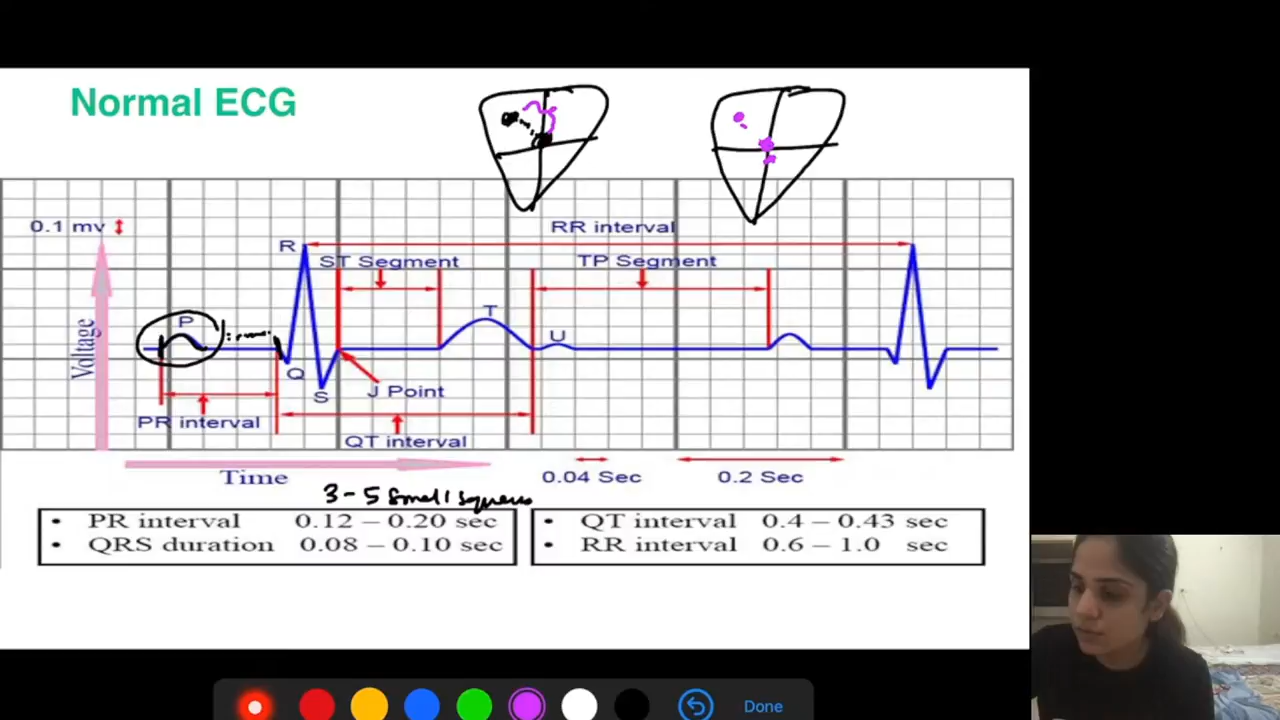 Normal ECG
0.1 mv
RR interval
R
ST Segment
TP Segment
P
T
U
Voltage
Q
S
J Point
PR interval
QT interval
Time
0.04 Sec
0.2 Sec
3-5 Small square
• PR interval 0.12 – 0.20 sec
• QRS duration 0.08 – 0.10 sec
• QT interval 0.4 – 0.43 sec
• RR interval 0.6 – 1.0 sec
Done